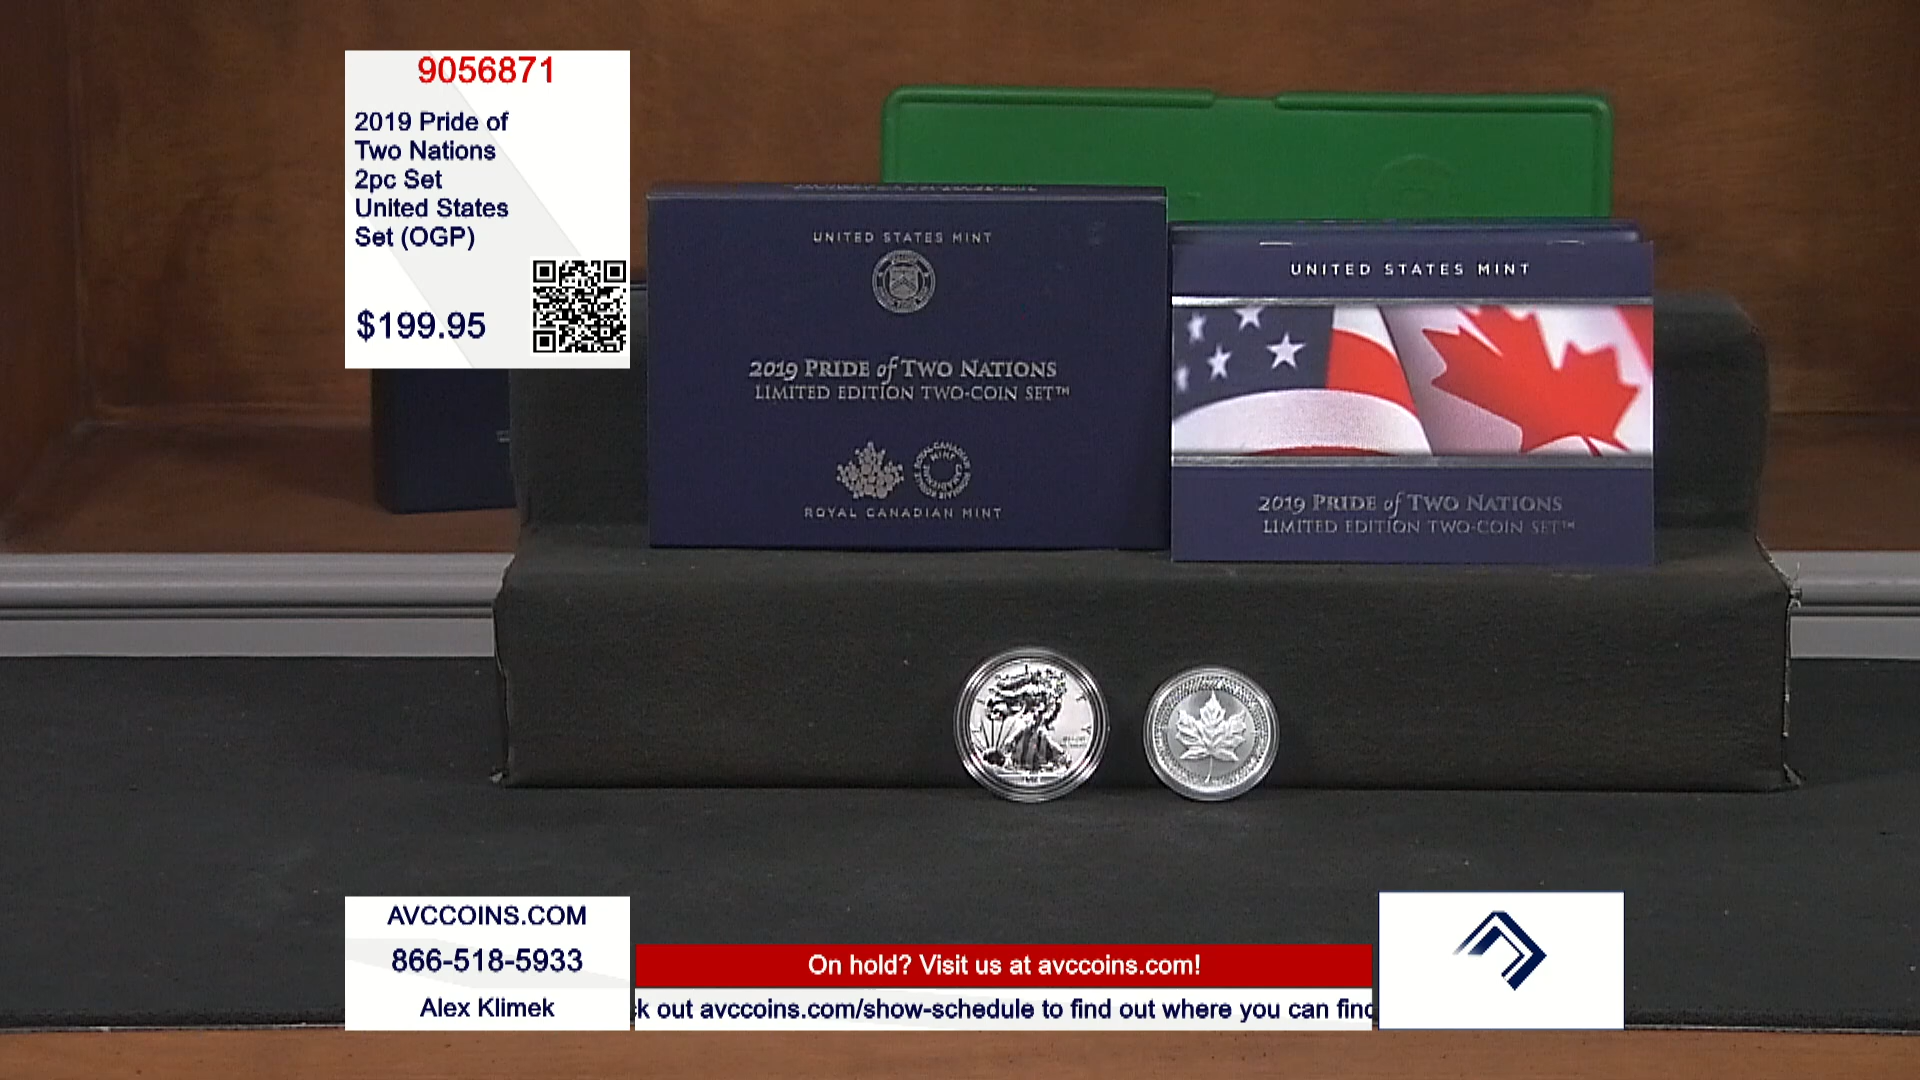 9056871
2019 Pride of
Two Nations
2pc Set
United States
Set (OGP)
$199.95
UNITED STATES MINT
2019 PRIDE of TWO NATIONS
LIMITED EDITION TWO-COIN SET™
ROYAL CANADIAN MINT
UNITED STATES MINT
2019 PRIDE of TWO NATIONS
LIMITED EDITION TWO-COIN SET™
AVCCOINS.COM
866-518-5933
Alex Klimek
On hold? Visit us at avccoins.com!
k out avccoins.com/show-schedule to find out where you can find